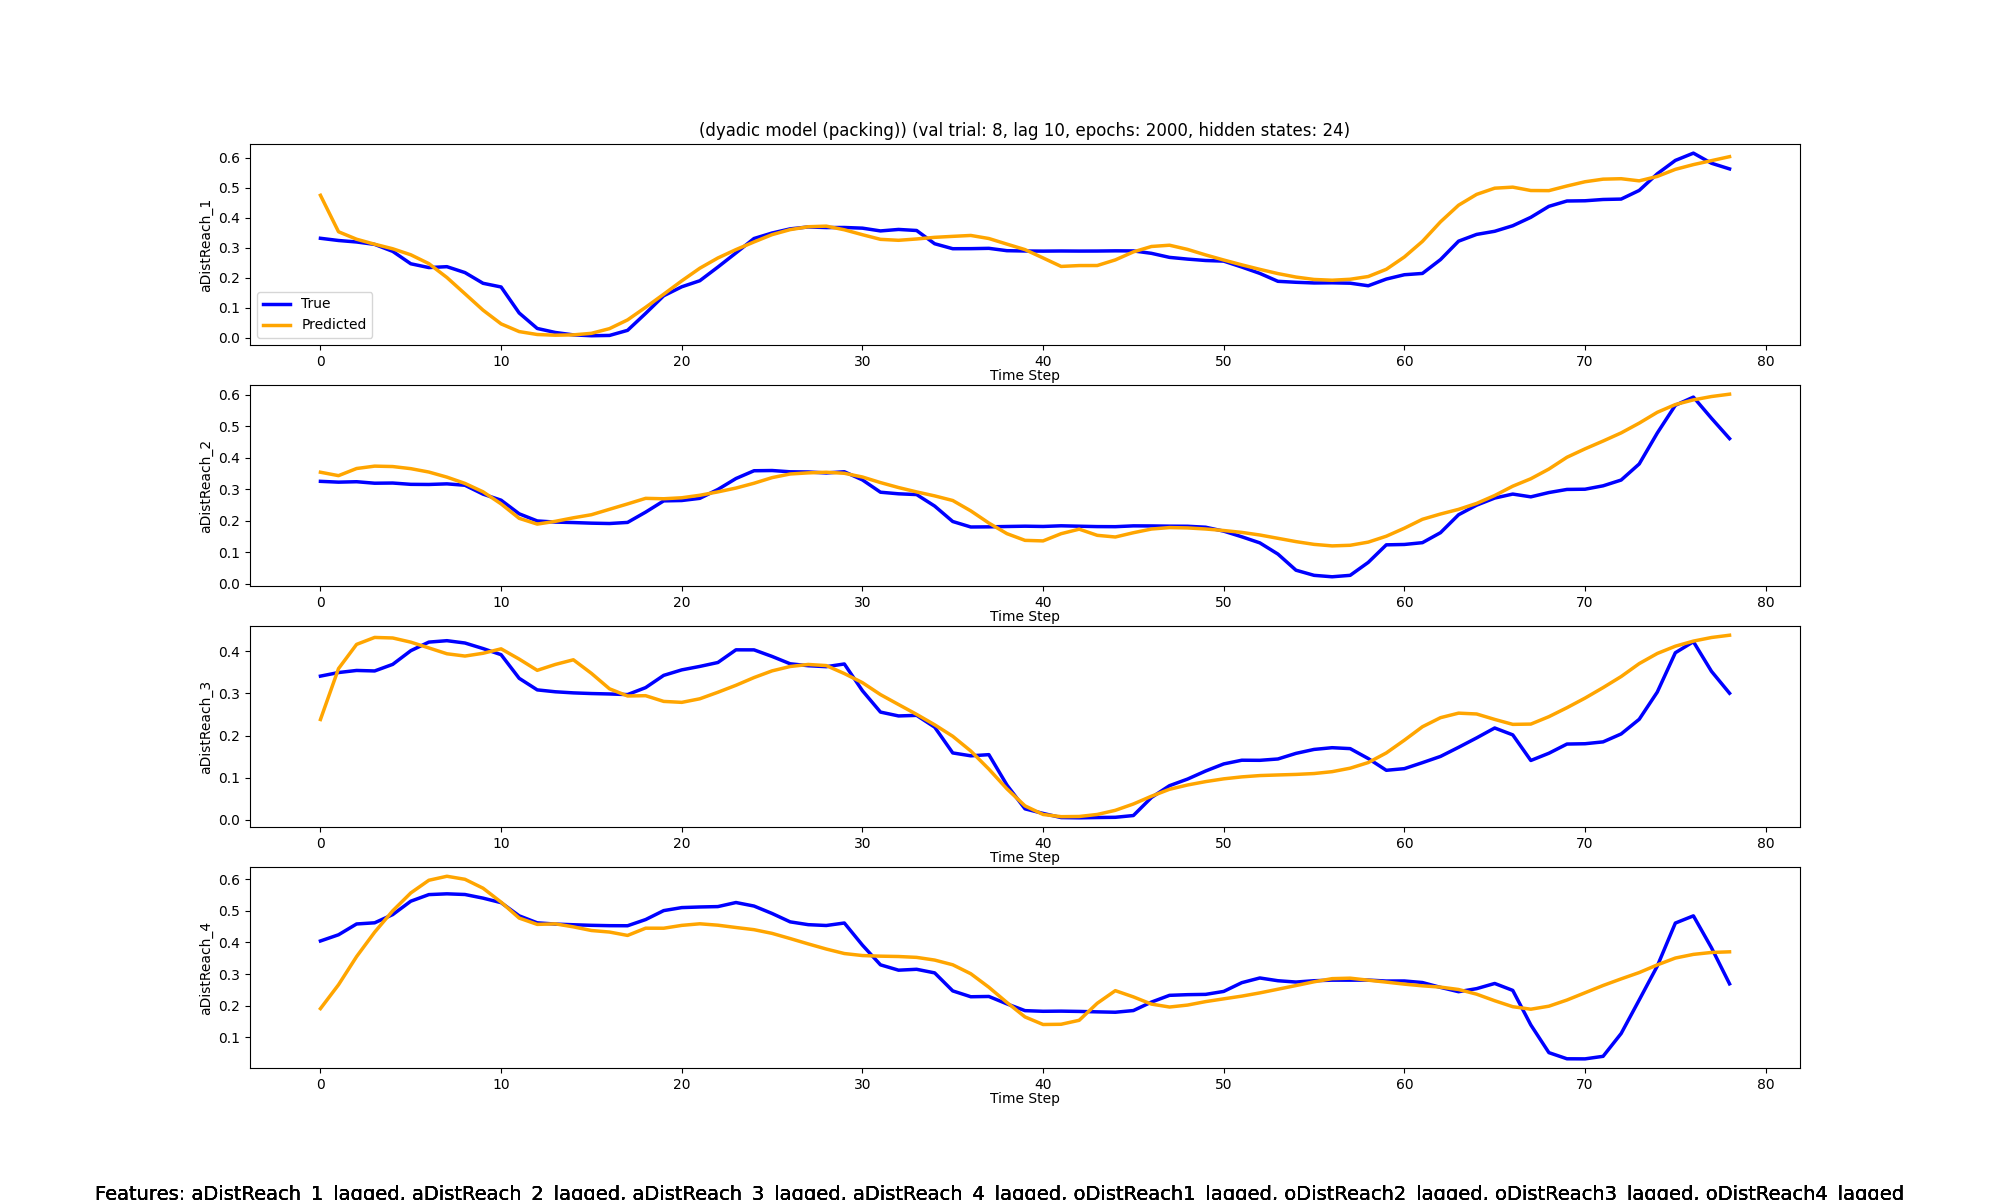 (dyadic model (packing)) (val trial: 8, lag 10, epochs: 2000, hidden states: 24)
aDistReach_1
0.6
0.5
0.4
0.3
0.2
0.1
0.0
True
Predicted
0 10 20 30 40 50 60 70 80
Time Step
aDistReach_2
0.6
0.5
0.4
0.3
0.2
0.1
0.0
0 10 20 30 40 50 60 70 80
Time Step
aDistReach_3
0.4
0.3
0.2
0.1
0.0
0 10 20 30 40 50 60 70 80
Time Step
aDistReach_4
0.6
0.5
0.4
0.3
0.2
0.1
0 10 20 30 40 50 60 70 80
Time Step
Features: aDistReach_1_lagged, aDistReach_2_lagged, aDistReach_3_lagged, aDistReach_4_lagged, oDistReach1_lagged, oDistReach2_lagged, oDistReach3_lagged, oDistReach4_lagged